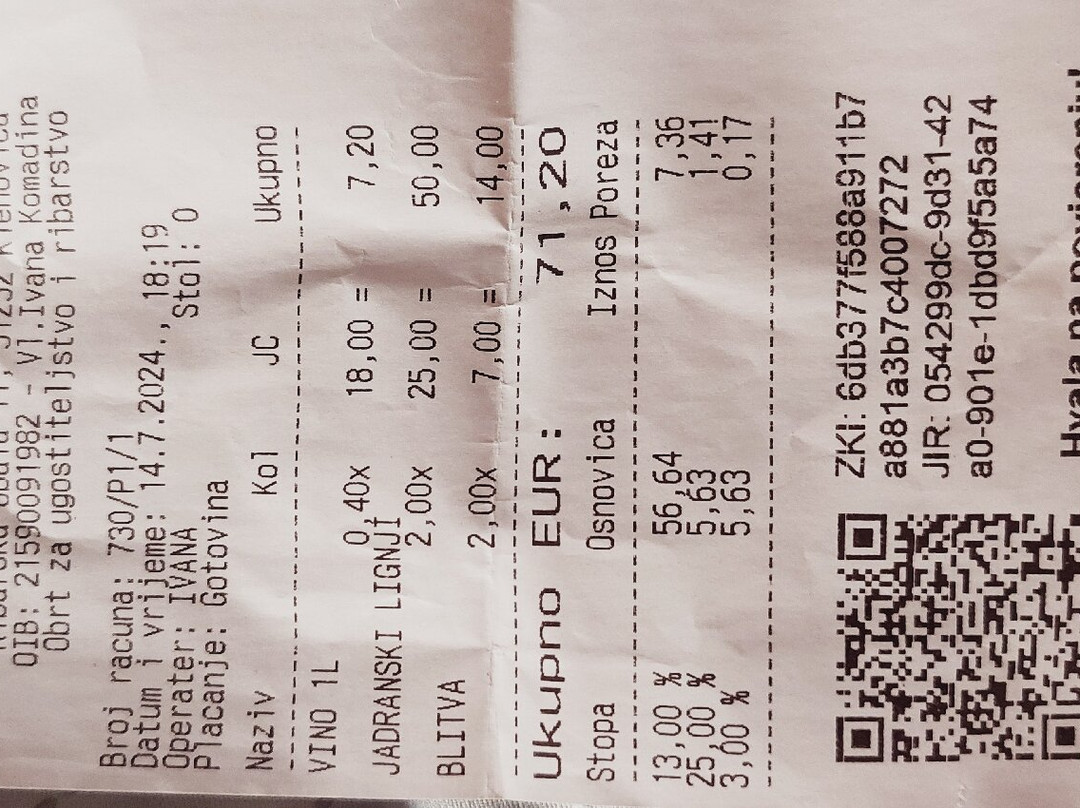 OIB: 21590091982 - Vl.Ivana Komadina
Obrt za ugostiteljstvo i ribarstvo
Broj racuna: 730/P1/1
Datum i vrijeme: 14.7.2024., 18:19
Operater: IVANA Stol: 0
Placanje: Gotovina
Naziv Kol JC Ukupno
VINO 1L
0,40x 18,00 = 7,20
JADRANSKI LIGNJI
2,00x 25,00 = 50,00
BLITVA
2,00x 7,00 = 14,00
Ukupno EUR: 71,20
Stopa Osnovica Iznos Poreza
13,00 % 56,64 7,36
25,00 % 5,63 1,41
3,00 % 5,63 0,17
ZKI: 6db377f588a911b7
a881a3b7c4007272
JIR: 054299dc-9d31-42
a0-901e-1dbd9f5a5a74
Hvala na povjerenju!